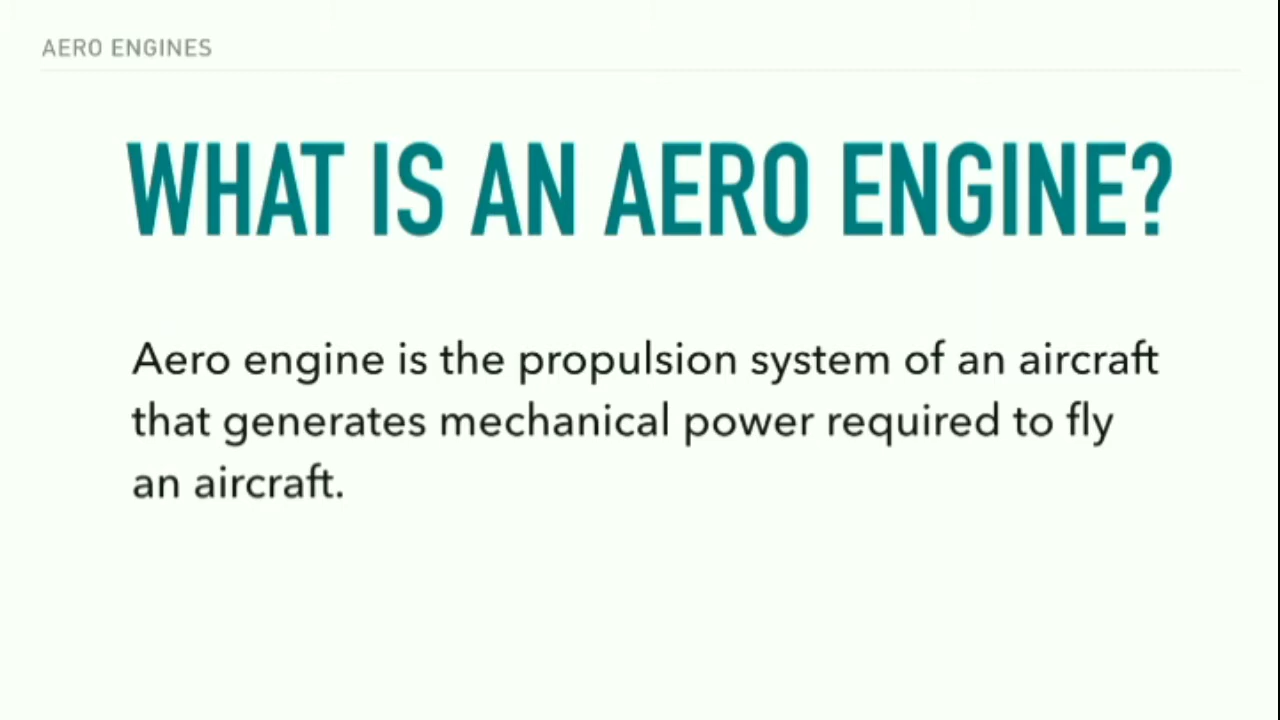 AERO ENGINES
WHAT IS AN AERO ENGINE?
Aero engine is the propulsion system of an aircraft
that generates mechanical power required to fly
an aircraft.